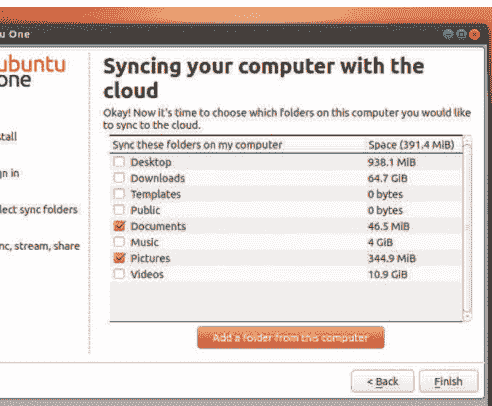 u One
ubuntu
one
tall
gn in
lect sync folders
nc, stream, share
Syncing your computer with the
cloud
Okay! Now it's time to choose which folders on this computer you would like
to sync to the cloud.
Sync these folders on my computer Space (391.4 MiB)
Desktop 938.1 MiB
Downloads 64.7 GiB
Templates 0 bytes
Public 0 bytes
Documents 46.5 MiB
Music 4 GiB
Pictures 344.9 MiB
Videos 10.9 GiB
Add a folder from this computer
< Back Finish